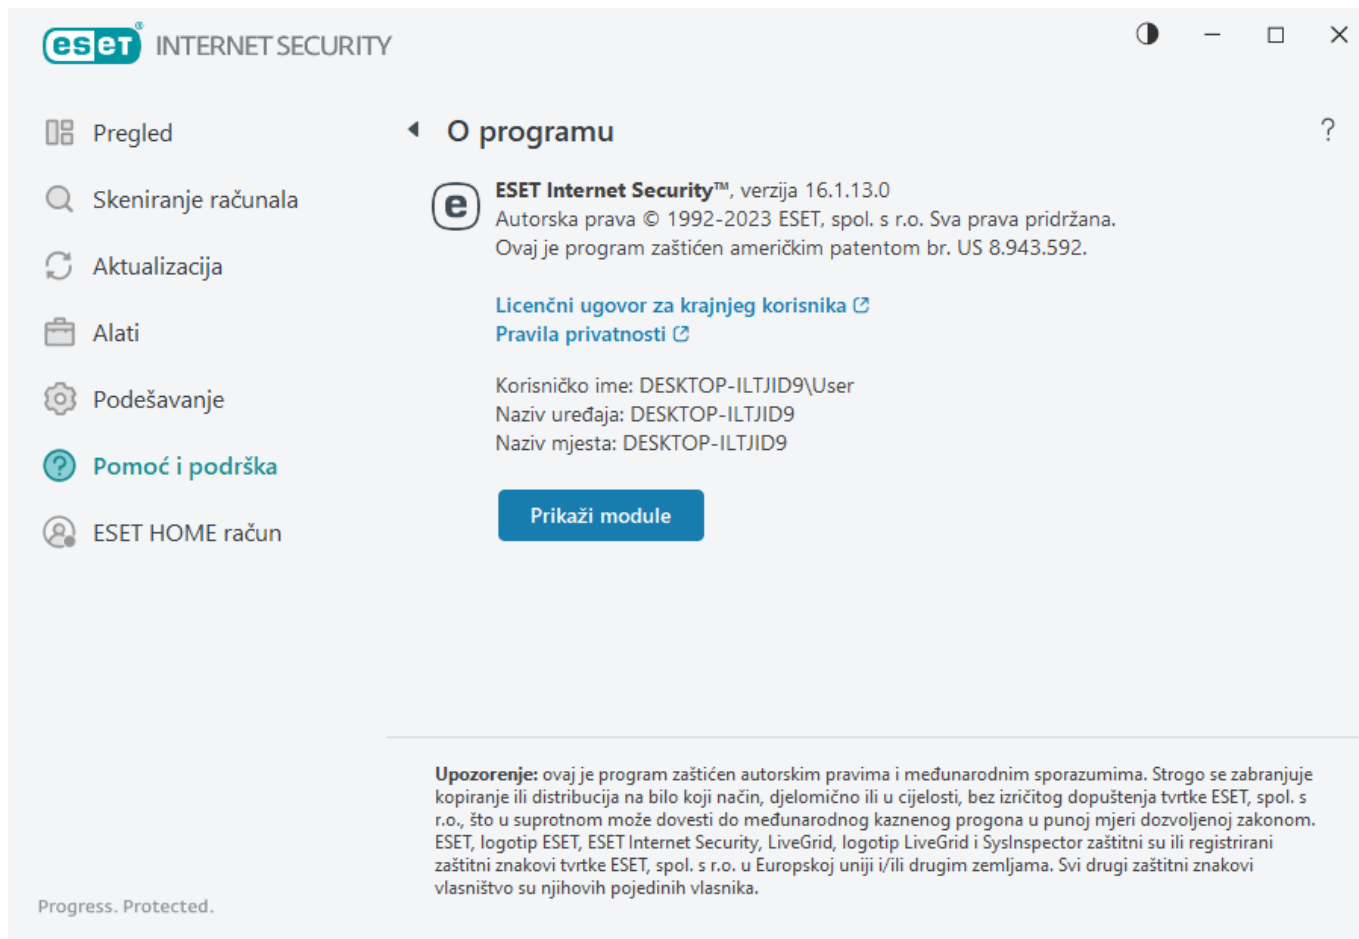 eset® INTERNET SECURITY
Pregled
Skeniranje računala
Aktualizacija
Alati
Podešavanje
Pomoć i podrška
ESET HOME račun
Progress. Protected.
O programu
?
e
ESET Internet Security™, verzija 16.1.13.0
Autorska prava © 1992-2023 ESET, spol. s r.o. Sva prava pridržana.
Ovaj je program zaštićen američkim patentom br. US 8.943.592.
Licenčni ugovor za krajnjeg korisnika
Pravila privatnosti
Korisničko ime: DESKTOP-ILTJID9\User
Naziv uređaja: DESKTOP-ILTJID9
Naziv mjesta: DESKTOP-ILTJID9
Prikaži module
Upozorenje: ovaj je program zaštićen autorskim pravima i međunarodnim sporazumima. Strogo se zabranjuje
kopiranje ili distribucija na bilo koji način, djelomično ili u cijelosti, bez izričitog dopuštenja tvrtke ESET, spol. s
r.o., što u suprotnom može dovesti do međunarodnog kaznenog progona u punoj mjeri dozvoljenoj zakonom.
ESET, logotip ESET, ESET Internet Security, LiveGrid, logotip LiveGrid i SysInspector zaštitni su ili registrirani
zaštitni znakovi tvrtke ESET, spol. s r.o. u Europskoj uniji i/ili drugim zemljama. Svi drugi zaštitni znakovi
vlasništvo su njihovih pojedinih vlasnika.